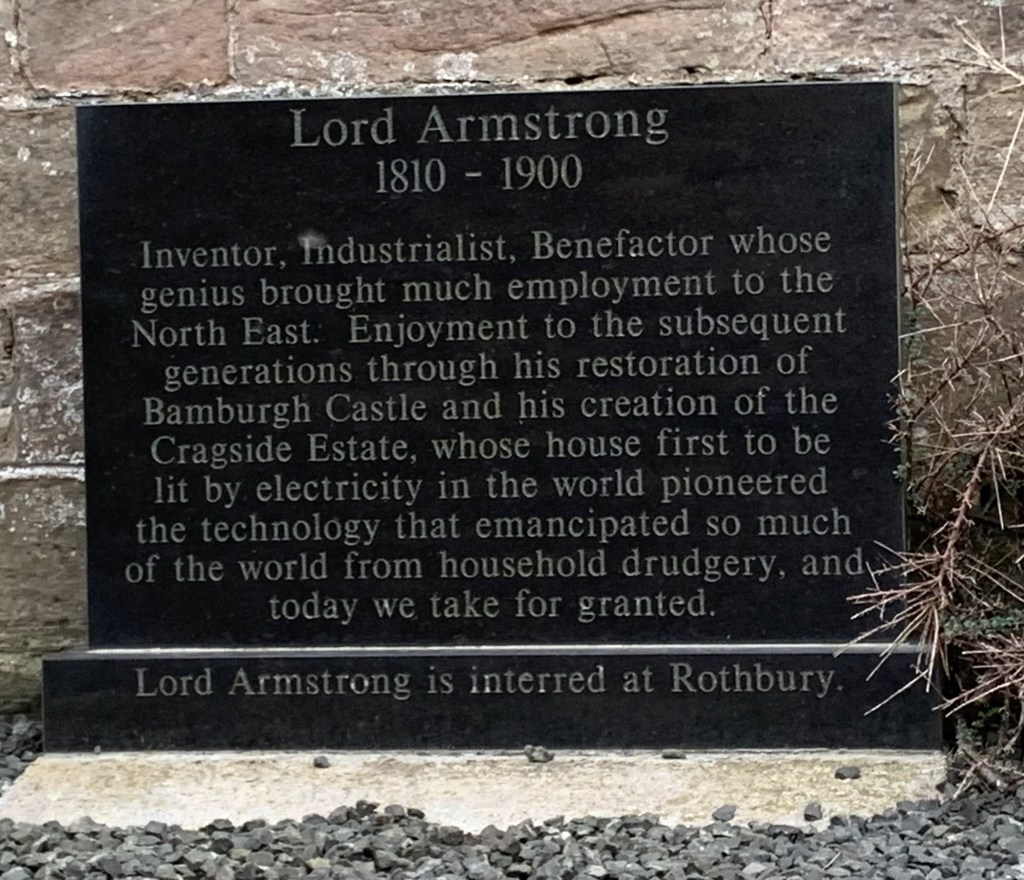 Lord Armstrong
1810 - 1900
Inventor, Industrialist, Benefactor whose
genius brought much employment to the
North East. Enjoyment to the subsequent
generations through his restoration of
Bamburgh Castle and his creation of the
Cragside Estate, whose house first to be
lit by electricity in the world pioneered
the technology that emancipated so much
of the world from household drudgery, and
today we take for granted.
Lord Armstrong is interred at Rothbury.